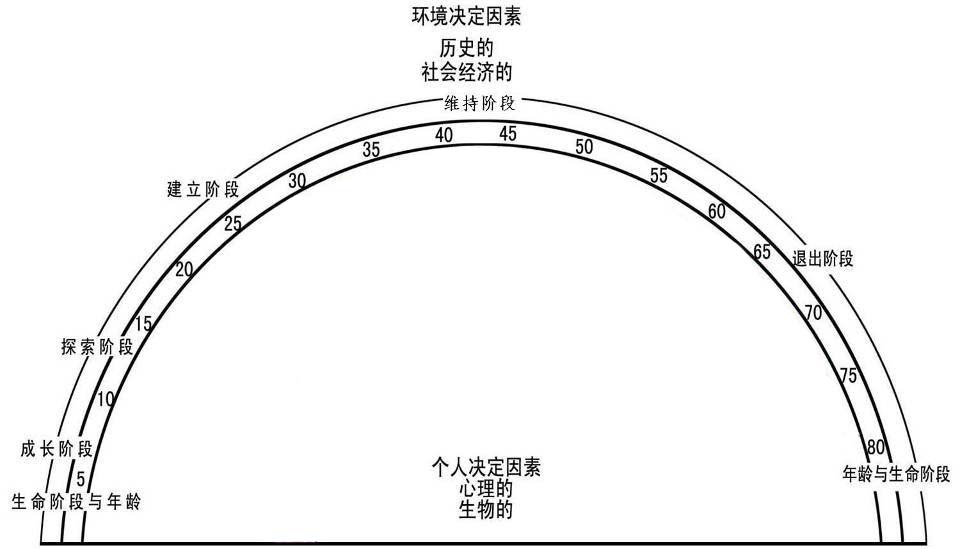 环境决定因素
历史的
社会经济的
维持阶段
40
45
35
50
30
55
建立阶段
60
25
65
退出阶段
20
70
15
探索阶段
75
10
成长阶段
80
5
个人决定因素
心理的
生物的
年龄与生命阶段
生命阶段与年龄